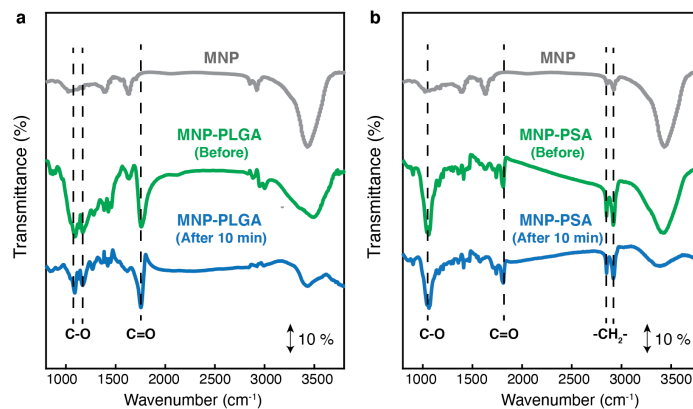 a
MNP
MNP-PLGA
(Before)
MNP-PLGA
(After 10 min)
C-O
C=O
10 %
Transmittance (%)
1000 1500 2000 2500 3000 3500
Wavenumber (cm⁻¹)
b
MNP
MNP-PSA
(Before)
MNP-PSA
(After 10 min)
C-O
C=O
-CH₂-
10 %
Transmittance (%)
1000 1500 2000 2500 3000 3500
Wavenumber (cm⁻¹)